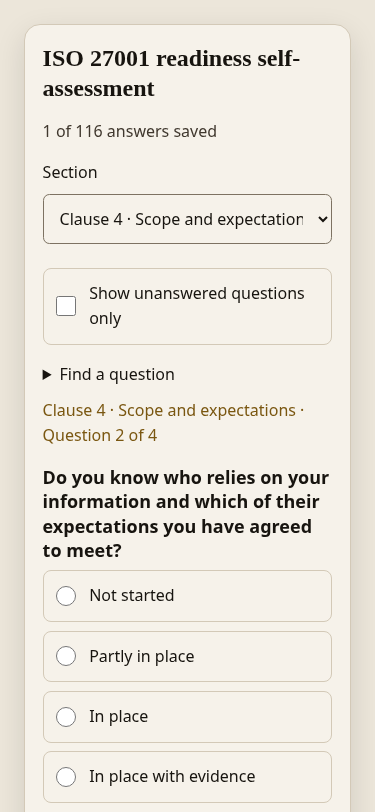 ISO 27001 readiness self-
assessment
1 of 116 answers saved
Section
Clause 4 · Scope and expectation
Show unanswered questions
only
Find a question
Clause 4 · Scope and expectations ·
Question 2 of 4
Do you know who relies on your
information and which of their
expectations you have agreed
to meet?
Not started
Partly in place
In place
In place with evidence